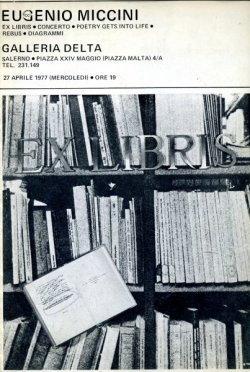 EUGENIO MICCINI
EX LIBRIS • CONCERTO • POETRY GETS INTO LIFE •
REBUS • DIAGRAMMI
GALLERIA DELTA
SALERNO • PIAZZA XXIV MAGGIO (PIAZZA MALTA) 4/A
TEL. 231.149
27 APRILE 1977 (MERCOLEDI) • ORE 19
EX LIBRIS